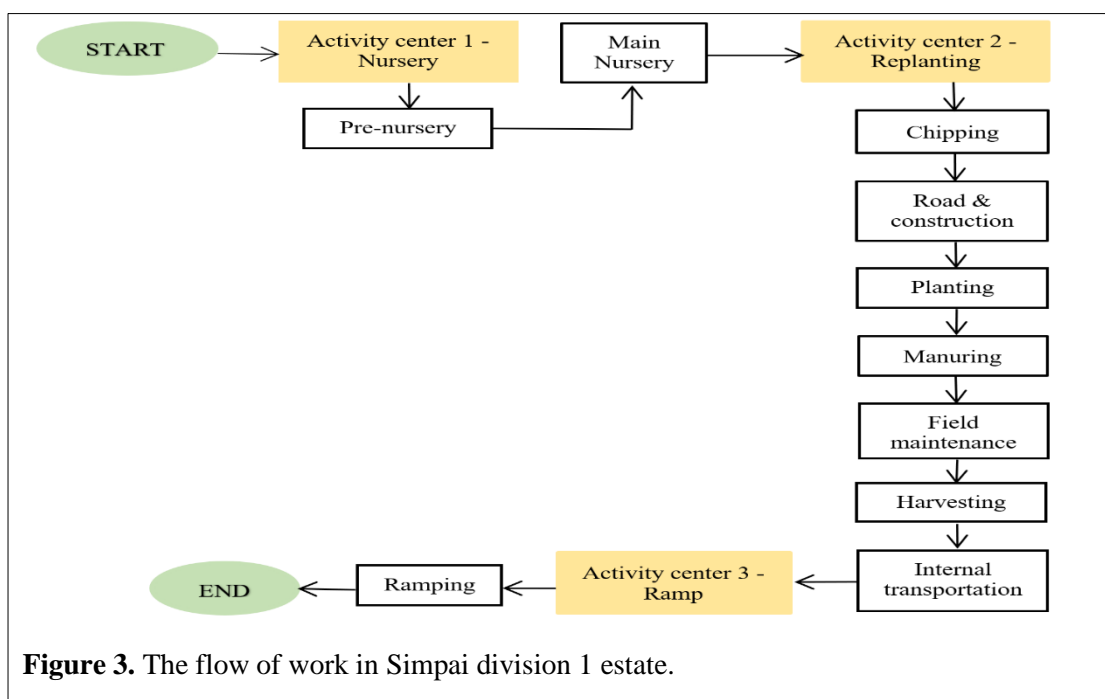 START
Activity center 1 -
Nursery
Pre-nursery
Main
Nursery
Activity center 2 -
Replanting
Chipping
Road &
construction
Planting
Manuring
Field
maintenance
Harvesting
Internal
transportation
Activity center 3 -
Ramp
Ramping
END
Figure 3. The flow of work in Simpai division 1 estate.